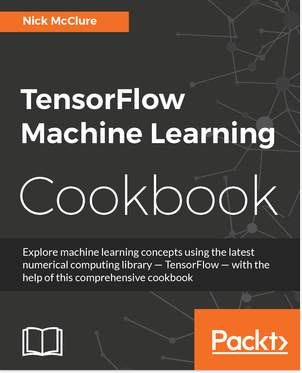 Nick McClure
TensorFlow
Machine Learning
Cookbook
Explore machine learning concepts using the latest
numerical computing library — TensorFlow — with the
help of this comprehensive cookbook
Packt>